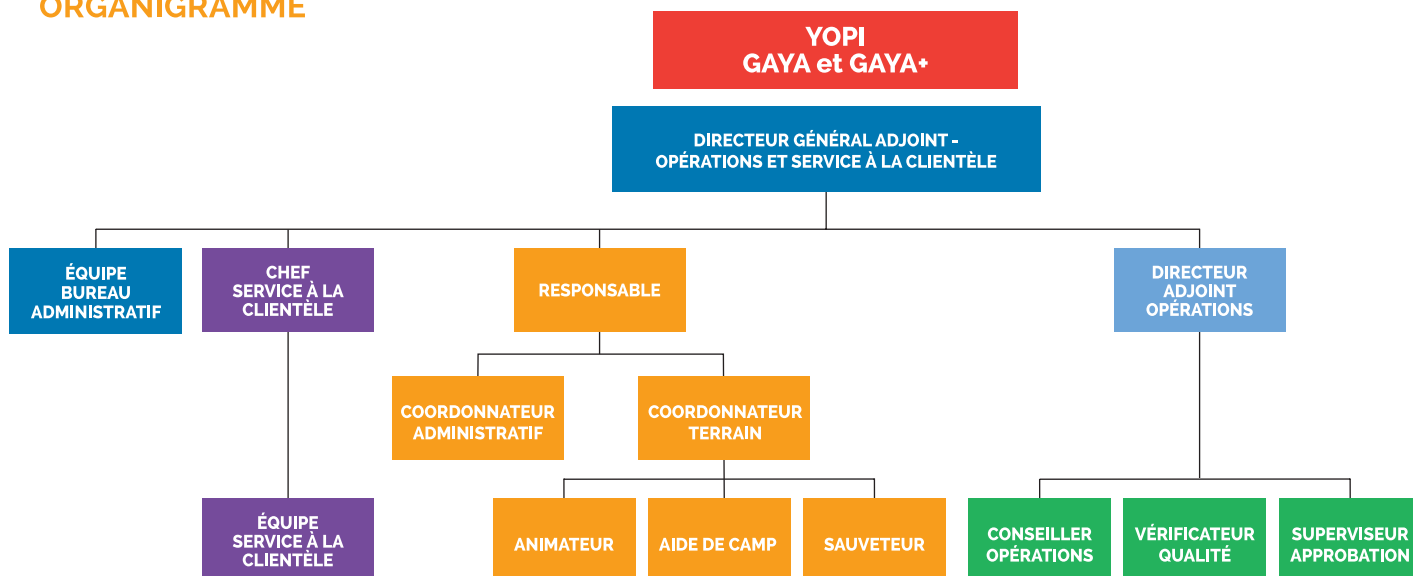 ORGANIGRAMME
YOPI
GAYA et GAYA+
DIRECTEUR GÉNÉRAL ADJOINT -
OPÉRATIONS ET SERVICE À LA CLIENTÈLE
ÉQUIPE
BUREAU
ADMINISTRATIF
CHEF
SERVICE À LA
CLIENTÈLE
RESPONSABLE
DIRECTEUR
ADJOINT
OPÉRATIONS
COORDONNATEUR
ADMINISTRATIF
COORDONNATEUR
TERRAIN
ÉQUIPE
SERVICE À LA
CLIENTÈLE
ANIMATEUR
AIDE DE CAMP
SAUVETEUR
CONSEILLER
OPÉRATIONS
VÉRIFICATEUR
QUALITÉ
SUPERVISEUR
APPROBATION